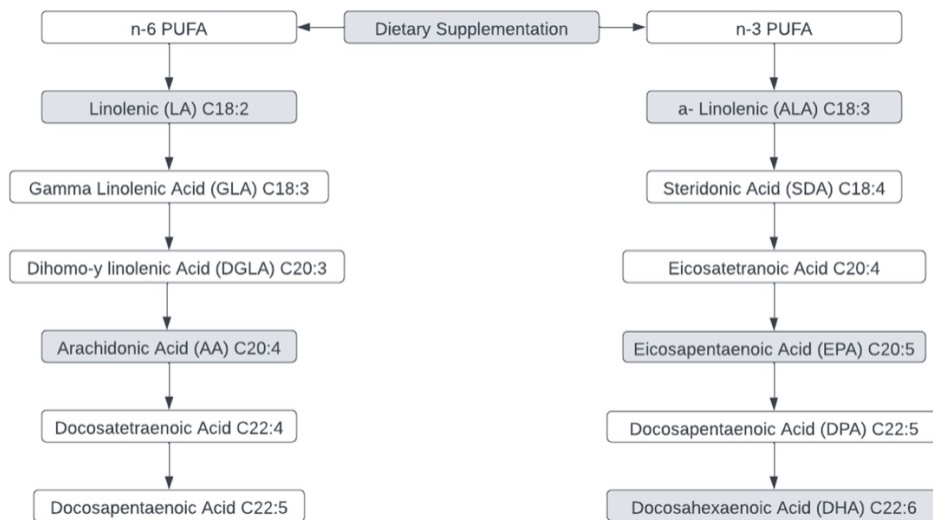 n-6 PUFA
Dietary Supplementation
n-3 PUFA
Linolenic (LA) C18:2
a- Linolenic (ALA) C18:3
Gamma Linolenic Acid (GLA) C18:3
Steridonic Acid (SDA) C18:4
Dihomo-y linolenic Acid (DGLA) C20:3
Eicosatetranoic Acid C20:4
Arachidonic Acid (AA) C20:4
Eicosapentaenoic Acid (EPA) C20:5
Docosatetraenoic Acid C22:4
Docosapentaenoic Acid (DPA) C22:5
Docosapentaenoic Acid C22:5
Docosahexaenoic Acid (DHA) C22:6